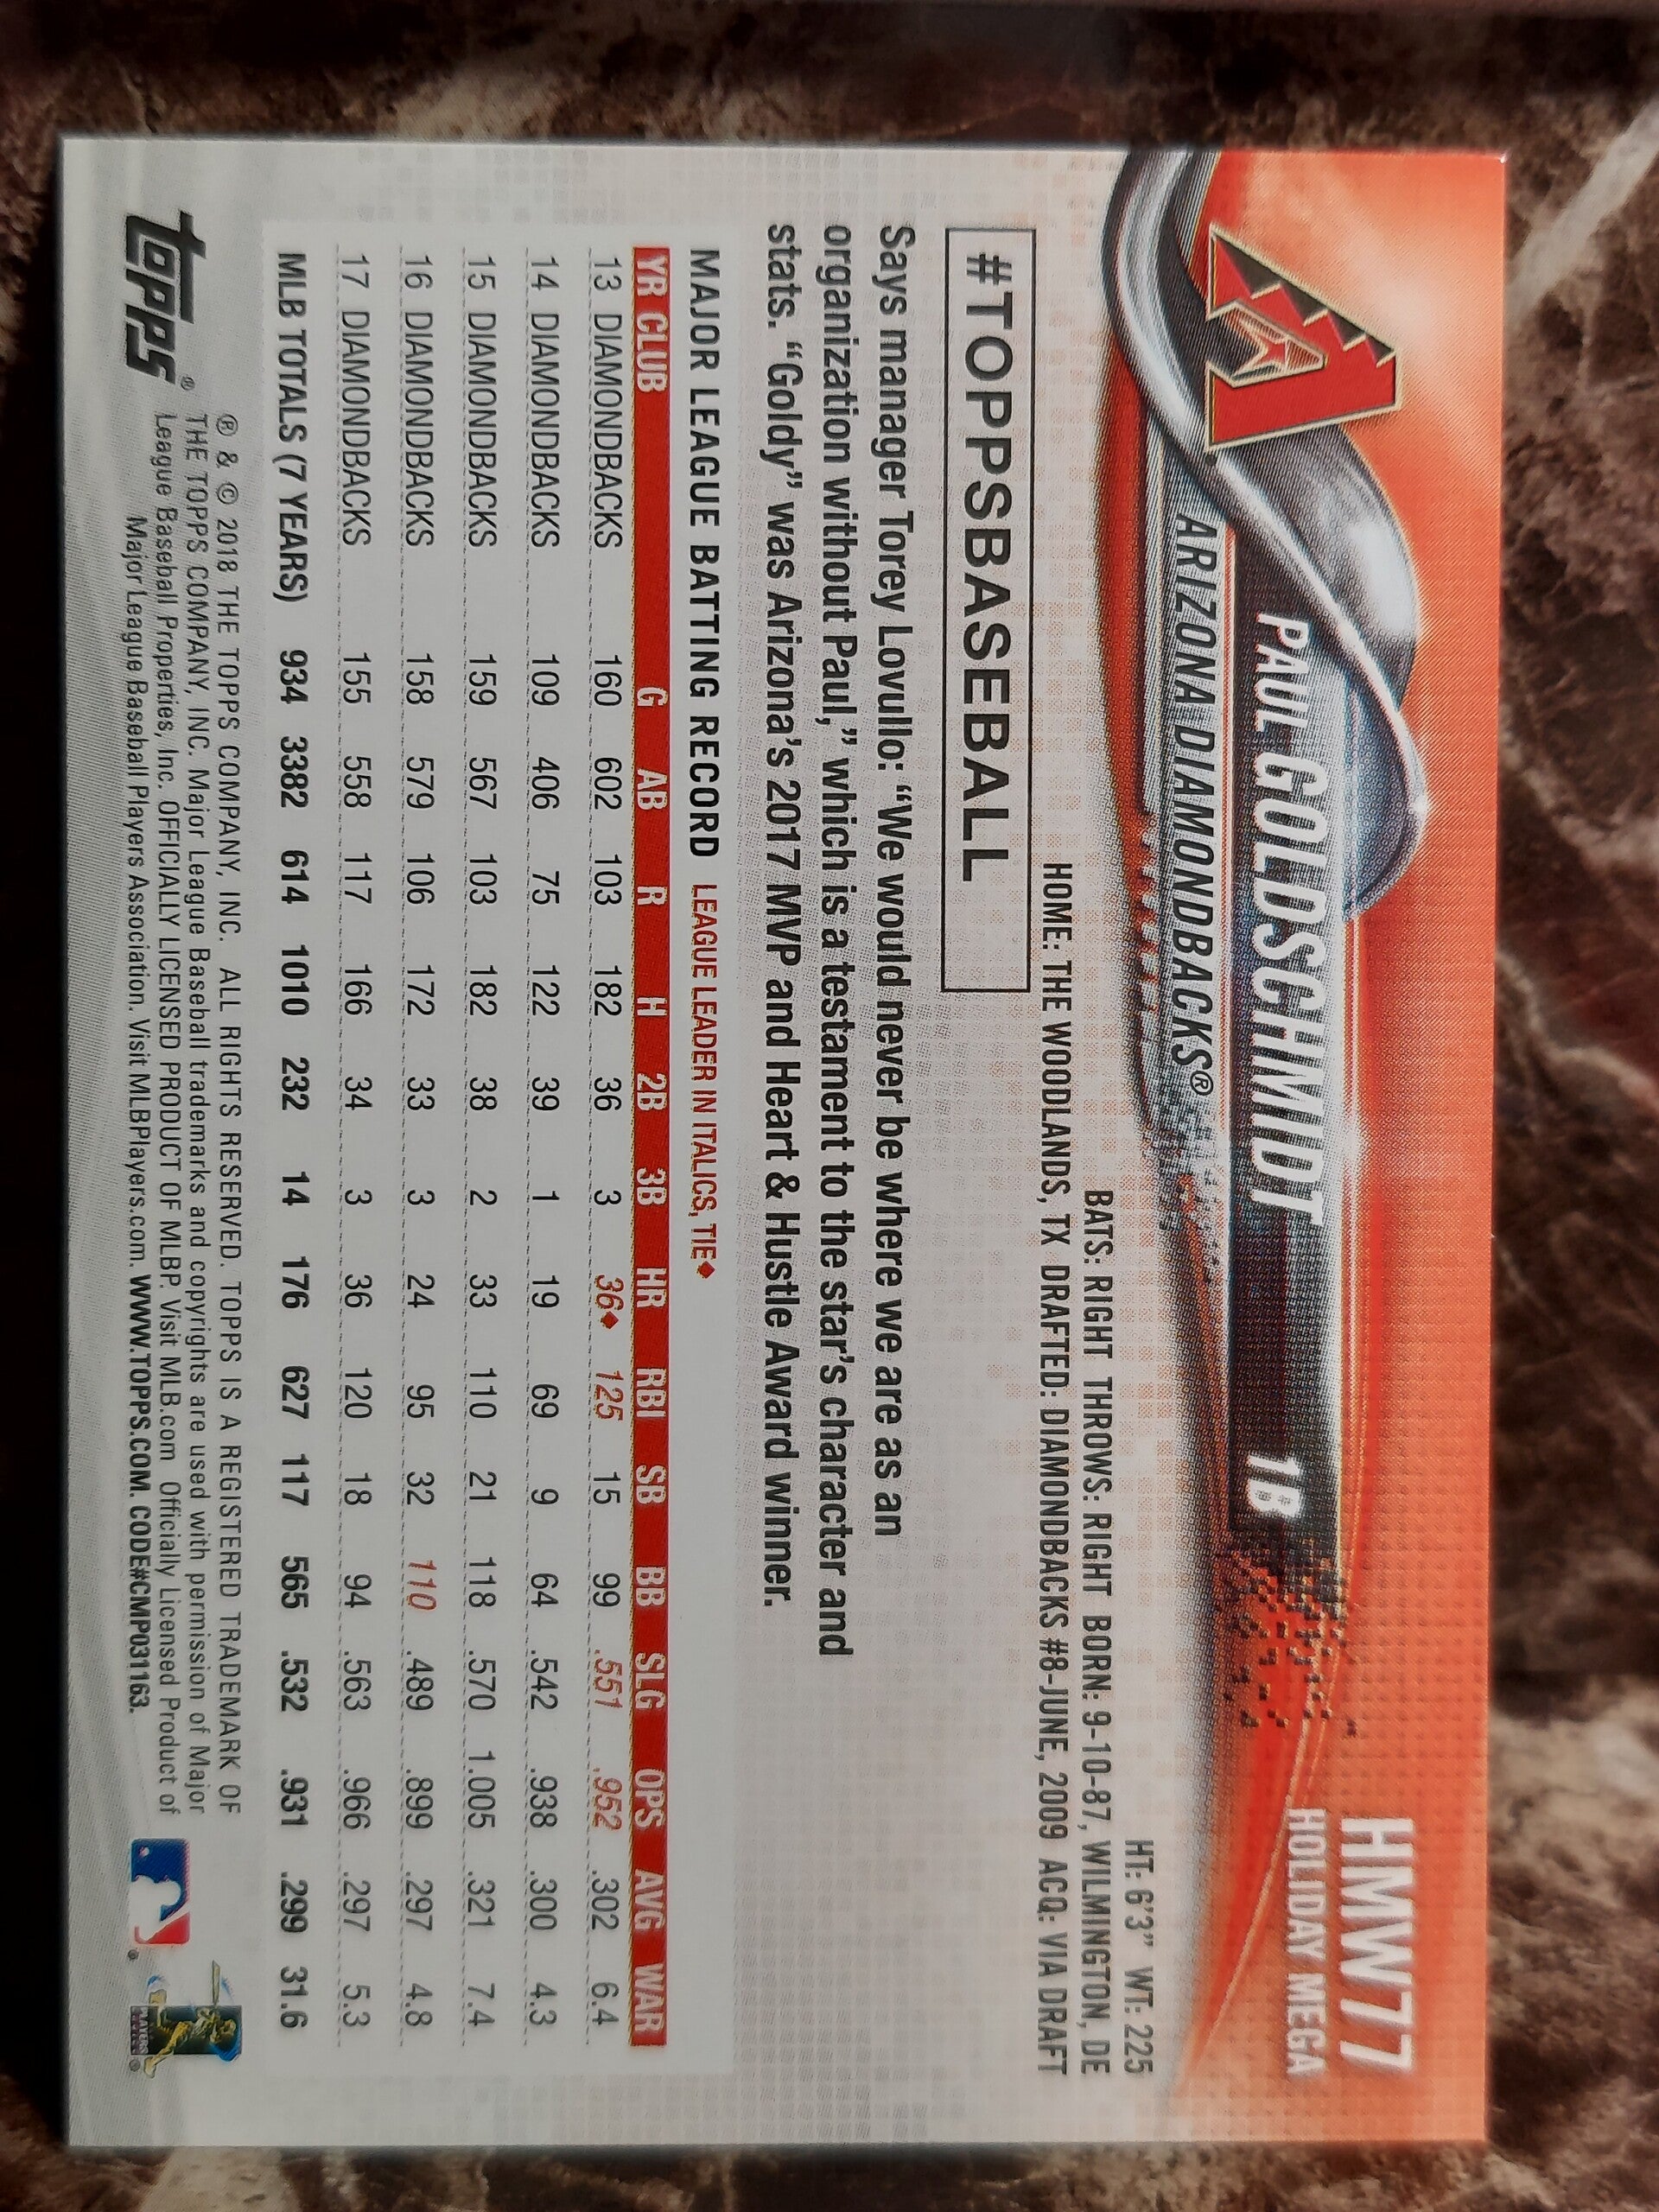 HMW77
HOLIDAY MEGA
PAUL GOLDSCHMIDT 1B
ARIZONA DIAMONDBACKS®
HT: 6'3" WT: 225
BATS: RIGHT THROWS: RIGHT BORN: 9-10-87, WILMINGTON, DE
HOME: THE WOODLANDS, TX DRAFTED: DIAMONDBACKS #8-JUNE, 2009 ACQ: VIA DRAFT
#TOPPSBASEBALL
Says manager Torey Lovullo: “We would never be where we are as an
organization without Paul,” which is a testament to the star’s character and
stats. “Goldy” was Arizona’s 2017 MVP and Heart & Hustle Award winner.
MAJOR LEAGUE BATTING RECORD LEAGUE LEADER IN ITALICS, TIE◆
YR CLUB G AB R H 2B 3B HR RBI SB BB SLG OPS AVG WAR
13 DIAMONDBACKS 160 602 103 182 36 3 36◆ 125 15 99 .551 .952 .302 6.4
14 DIAMONDBACKS 109 406 75 122 39 1 19 69 9 64 .542 .938 .300 4.3
15 DIAMONDBACKS 159 567 103 182 38 2 33 110 21 118 .570 1.005 .321 7.4
16 DIAMONDBACKS 158 579 106 172 33 3 24 95 32 110 .489 .899 .297 4.8
17 DIAMONDBACKS 155 558 117 166 34 3 36 120 18 94 .563 .966 .297 5.3
MLB TOTALS (7 YEARS) 934 3382 614 1010 232 14 176 627 117 565 .532 .931 .299 31.6
topps®
® & © 2018 THE TOPPS COMPANY, INC. ALL RIGHTS RESERVED. TOPPS IS A REGISTERED TRADEMARK OF
THE TOPPS COMPANY, INC. Major League Baseball trademarks and copyrights are used with permission of Major
League Baseball Properties, Inc. OFFICIALLY LICENSED PRODUCT OF MLBP. Visit MLB.com Officially Licensed Product of
Major League Baseball Players Association. Visit MLBPlayers.com. WWW.TOPPS.COM. CODE#CMP031163.
PLAYERS